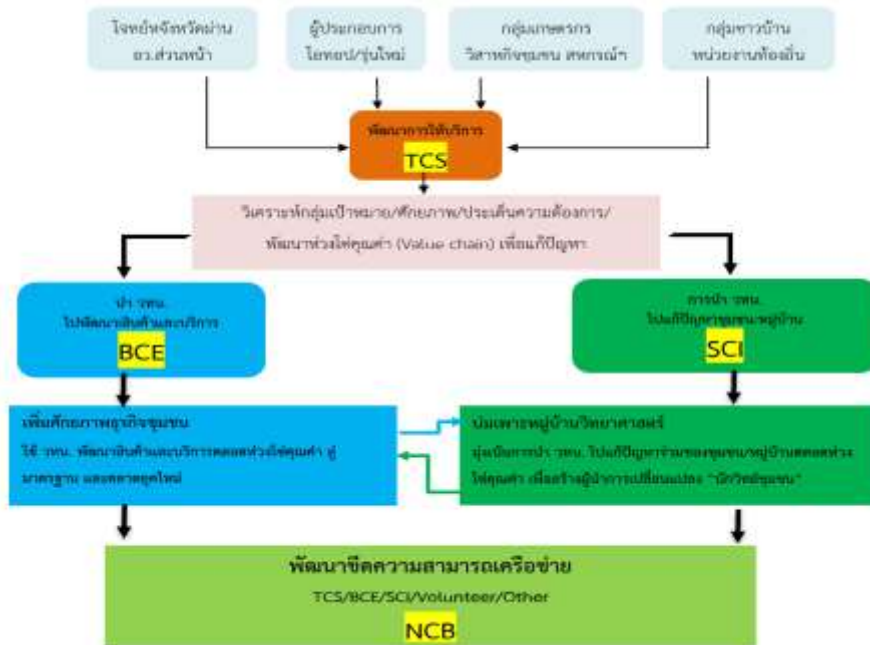 โจทย์จังหวัดผ่าน
อว.ส่วนหน้า
ผู้ประกอบการ
โอทอป/รุ่นใหม่
กลุ่มเกษตรกร
วิสาหกิจชุมชน สหกรณ์ฯ
กลุ่มชาวบ้าน
หน่วยงานท้องถิ่น
พัฒนาการให้บริการ
TCS
วิเคราะห์กลุ่มเป้าหมาย/ศักยภาพ/ประเด็นความต้องการ/
พัฒนาห่วงโซ่คุณค่า (Value chain) เพื่อแก้ปัญหา
นำ วทน.
ไปพัฒนาสินค้าและบริการ
BCE
การนำ วทน.
ไปแก้ปัญหาชุมชน/หมู่บ้าน
SCI
เพิ่มศักยภาพธุรกิจชุมชน
ใช้ วทน. พัฒนาสินค้าและบริการตลอดห่วงโซ่คุณค่า สู่
มาตรฐาน และตลาดยุคใหม่
บ่มเพาะหมู่บ้านวิทยาศาสตร์
มุ่งเน้นการนำ วทน. ไปแก้ปัญหาร่วมของชุมชน/หมู่บ้านตลอดห่วง
โซ่คุณค่า เพื่อสร้างผู้นำการเปลี่ยนแปลง "นักวิทย์ชุมชน"
พัฒนาขีดความสามารถเครือข่าย
TCS/BCE/SCI/Volunteer/Other
NCB